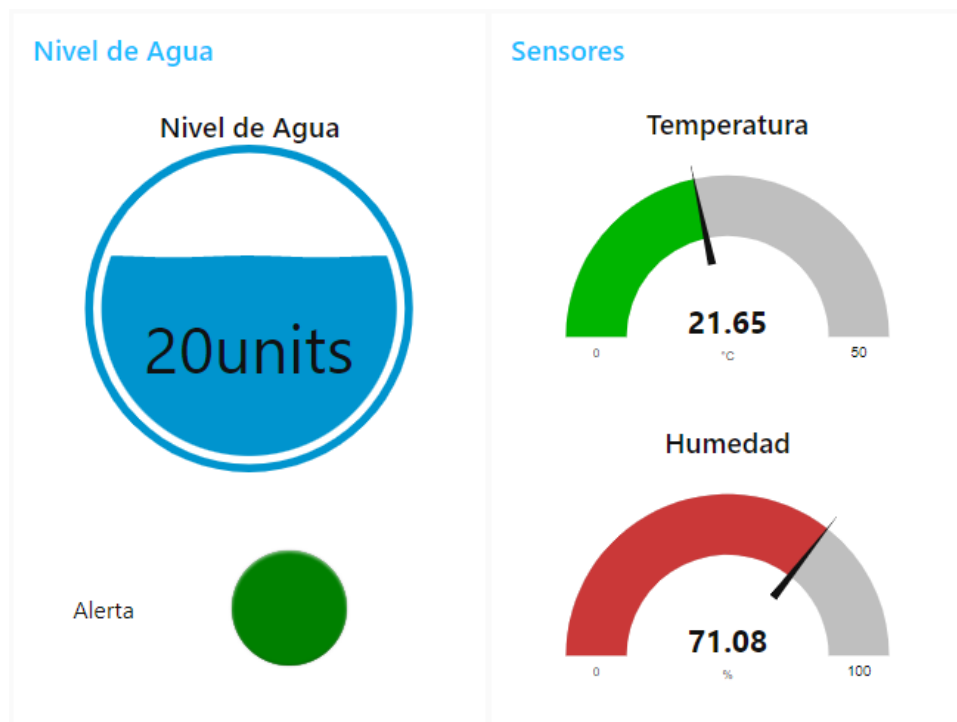 Nivel de Agua
Nivel de Agua
20units
Alerta
Sensores
Temperatura
21.65
°C
0
50
Humedad
71.08
%
0
100